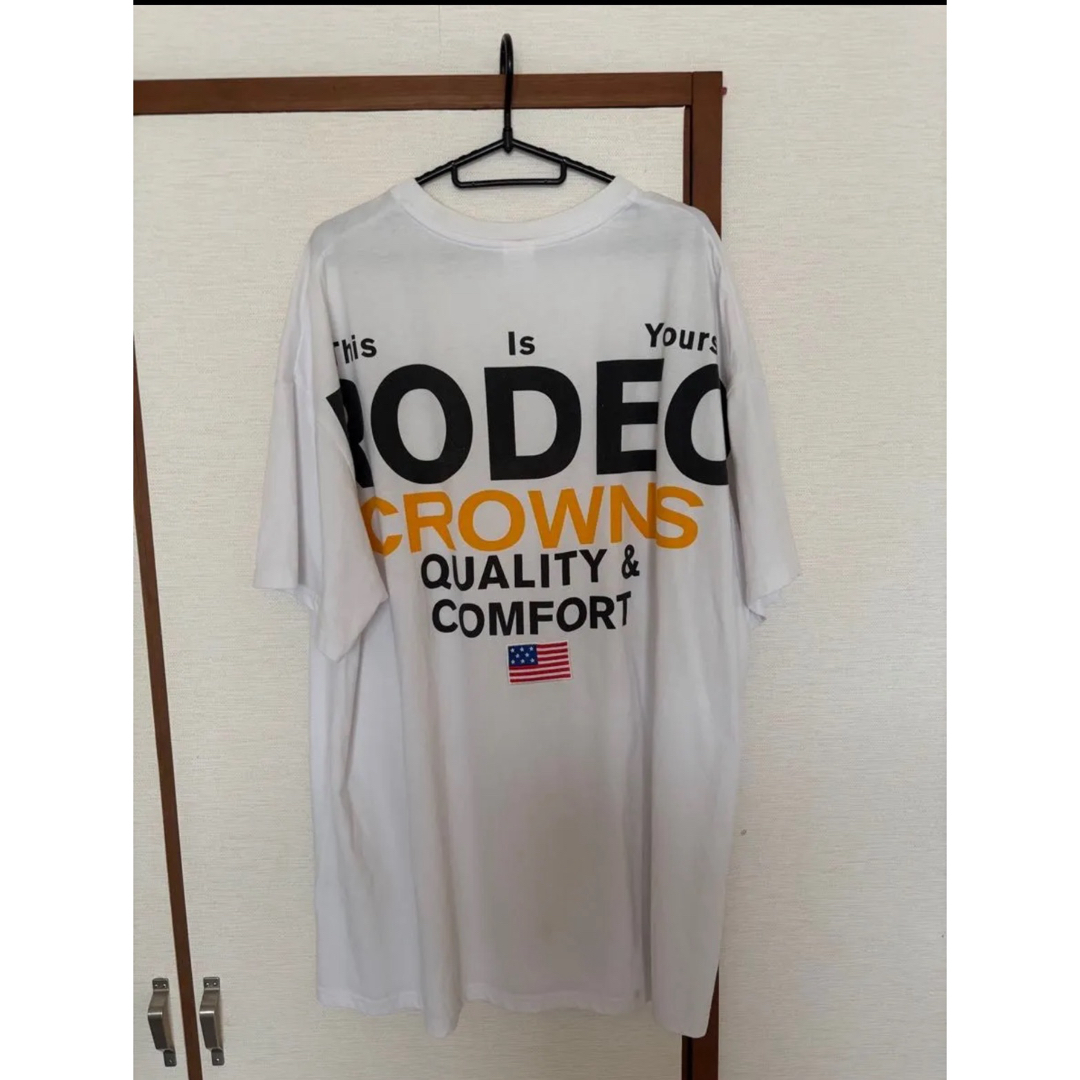 This Is Yours
RODEO
CROWNS
QUALITY &
COMFORT